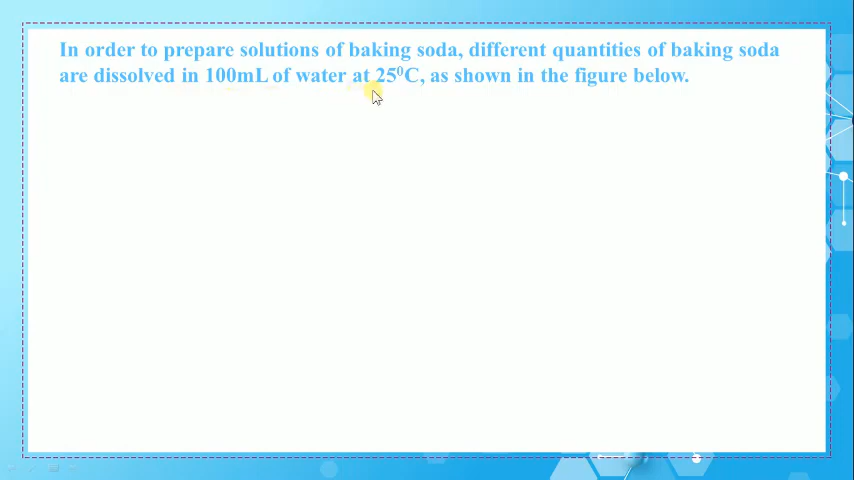 In order to prepare solutions of baking soda, different quantities of baking soda
are dissolved in 100mL of water at 25⁰C, as shown in the figure below.